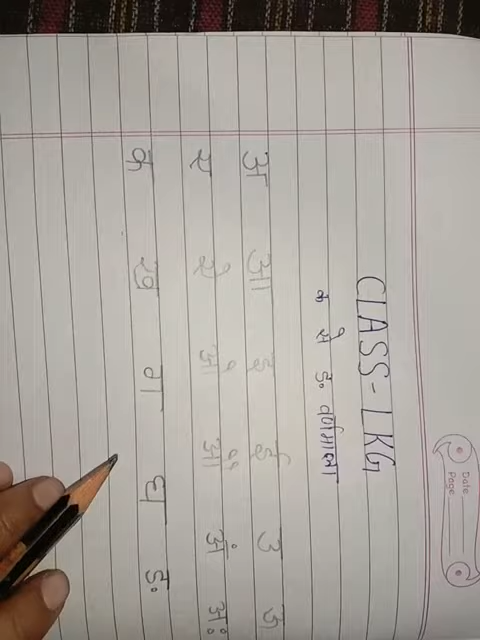 Date
Page
CLASS-LKG
क से ङ वर्णमाला
अ आ इ ई उ ऊ
ए ऐ ओ औ अं अः
क ख ग घ ङ